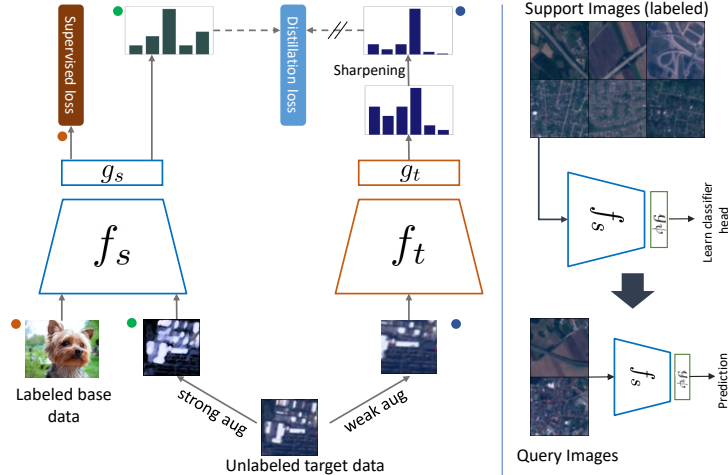 Supervised loss
Distillation loss
Sharpening
g_s
g_t
f_s
f_t
Labeled base
data
strong aug
weak aug
Unlabeled target data
Support Images (labeled)
f_s
g_ψ
Learn classifier
head
f_s
g_ψ
Prediction
Query Images